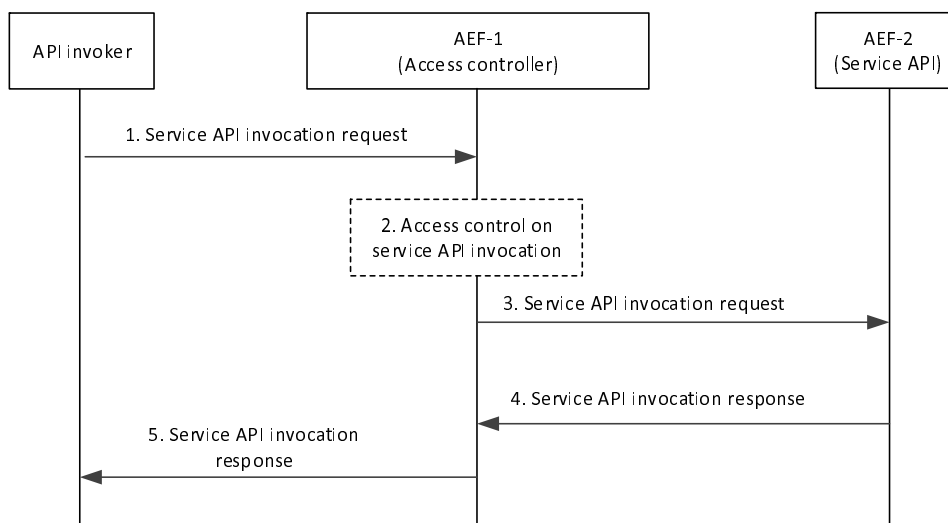 API invoker
AEF-1
(Access controller)
AEF-2
(Service API)
1. Service API invocation request
2. Access control on
service API invocation
3. Service API invocation request
4. Service API invocation response
5. Service API invocation
response